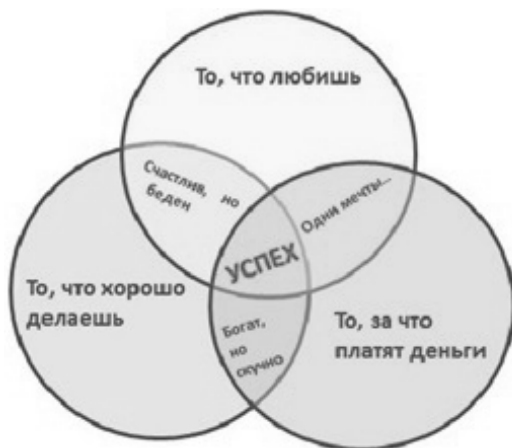 То, что любишь
Счастлив, но
беден
Одни мечты...
УСПЕХ
То, что хорошо
делаешь
Богат,
но
скучно
То, за что
платят деньги